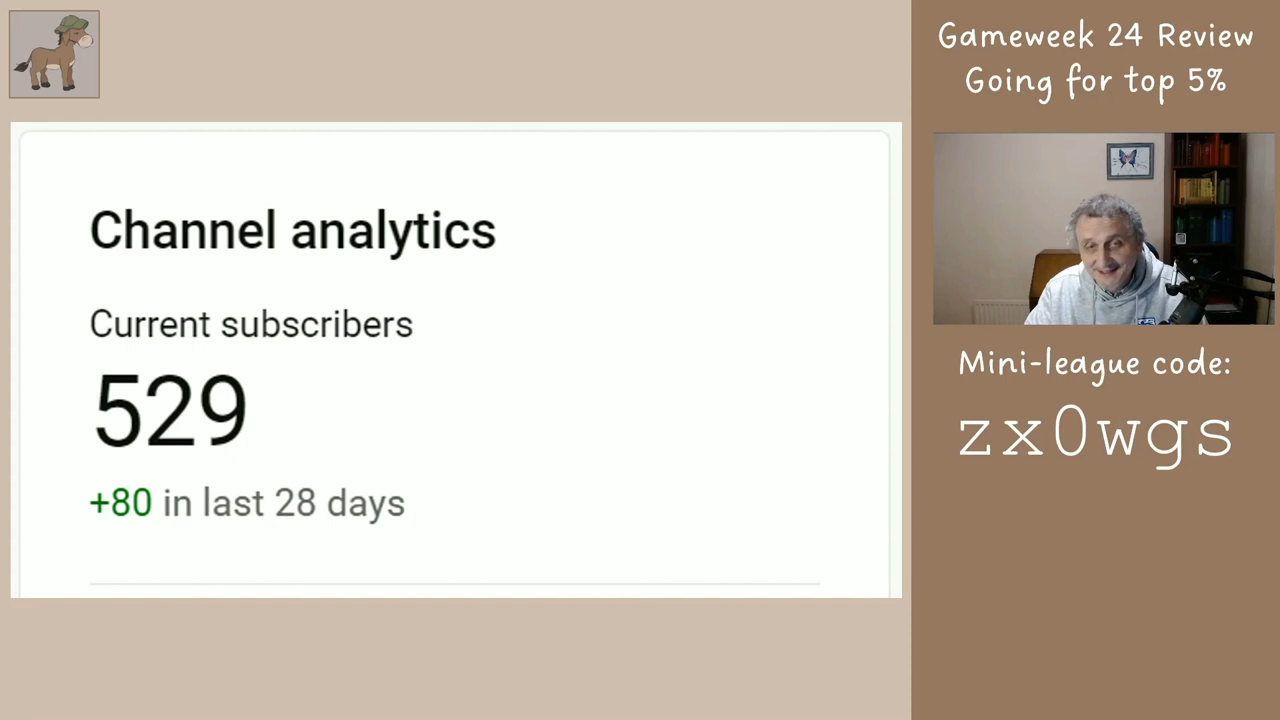 Gameweek 24 Review
Going for top 5%
Channel analytics
Current subscribers
529
+80 in last 28 days
Mini-league code:
zx0wgs